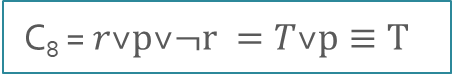 C₈ = r∨p∨¬r = T∨p ≡ T